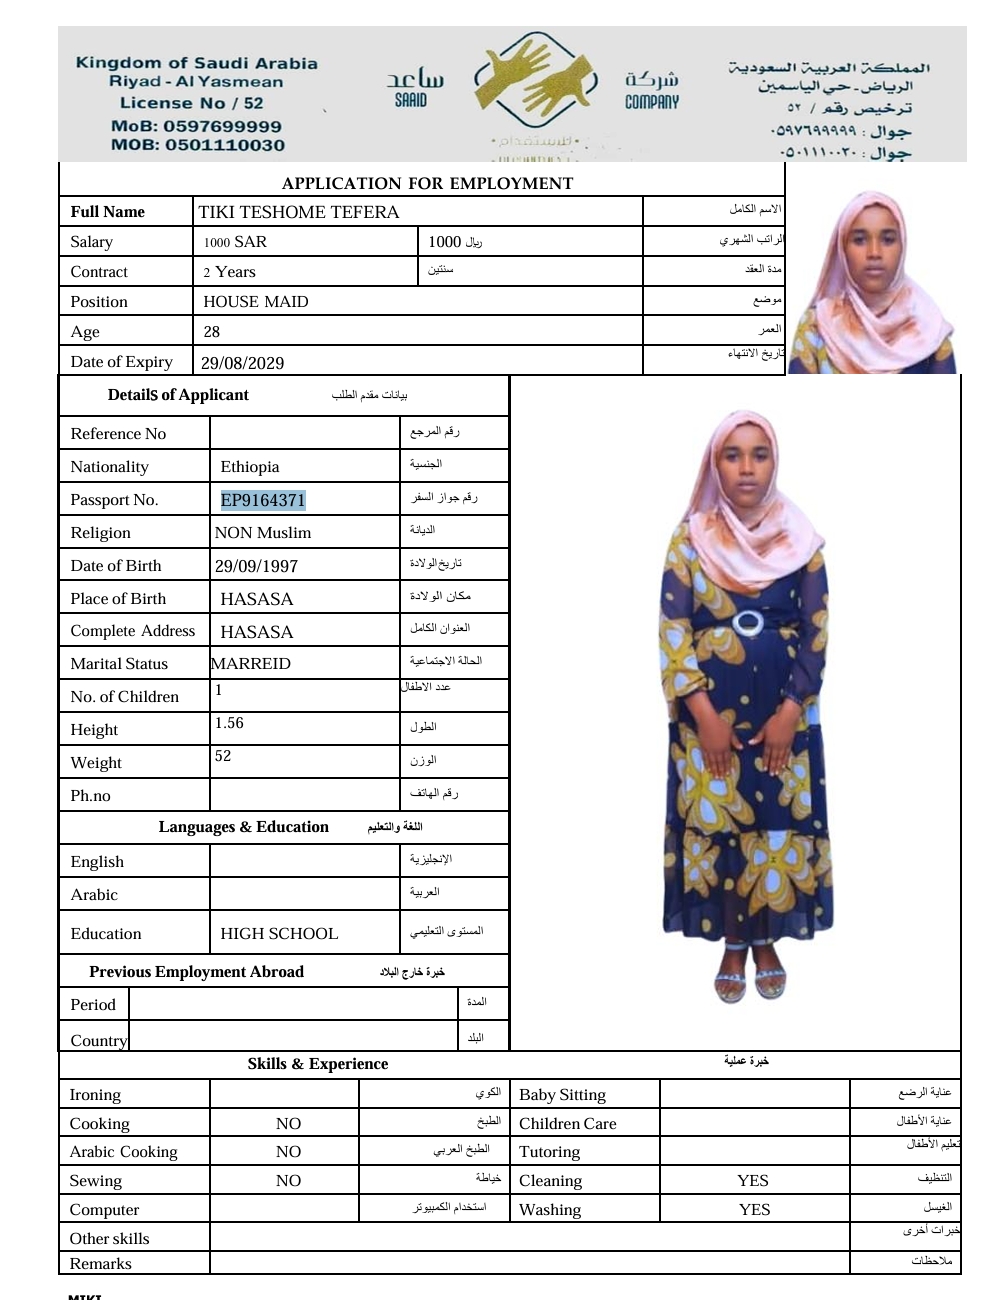 Kingdom of Saudi Arabia
Riyad - Al Yasmean
License No / 52
MoB: 0597699999
MOB: 0501110030
ساعد
SAAID
شركة
COMPANY
للاستقدام
المملكة العربية السعودية
الرياض - حي الياسمين
ترخيص رقم / ٥٢
جوال : ٠٥٩٧٦٩٩٩٩٩
جوال : ٠٥٠١١١٠٠٣٠
APPLICATION FOR EMPLOYMENT
Full Name TIKI TESHOME TEFERA الاسم الكامل
Salary 1000 SAR 1000 ريال الراتب الشهري
Contract 2 Years سنتين مدة العقد
Position HOUSE MAID موضع
Age 28 العمر
Date of Expiry 29/08/2029 تاريخ الانتهاء
Details of Applicant بيانات مقدم الطلب
Reference No رقم المرجع
Nationality Ethiopia الجنسية
Passport No. EP9164371 رقم جواز السفر
Religion NON Muslim الديانة
Date of Birth 29/09/1997 تاريخ الولادة
Place of Birth HASASA مكان الولادة
Complete Address HASASA العنوان الكامل
Marital Status MARREID الحالة الاجتماعية
No. of Children 1 عدد الاطفال
Height 1.56 الطول
Weight 52 الوزن
Ph.no رقم الهاتف
Languages & Education اللغة والتعليم
English الإنجليزية
Arabic العربية
Education HIGH SCHOOL المستوى التعليمي
Previous Employment Abroad خبرة خارج البلاد
Period المدة
Country البلد
Skills & Experience خبرة عملية
Ironing الكوي Baby Sitting عناية الرضع
Cooking NO الطبخ Children Care عناية الأطفال
Arabic Cooking NO الطبخ العربي Tutoring تعليم الأطفال
Sewing NO خياطة Cleaning YES التنظيف
Computer استخدام الكمبيوتر Washing YES الغيسل
Other skills خبرات أخرى
Remarks ملاحظات
MIKI